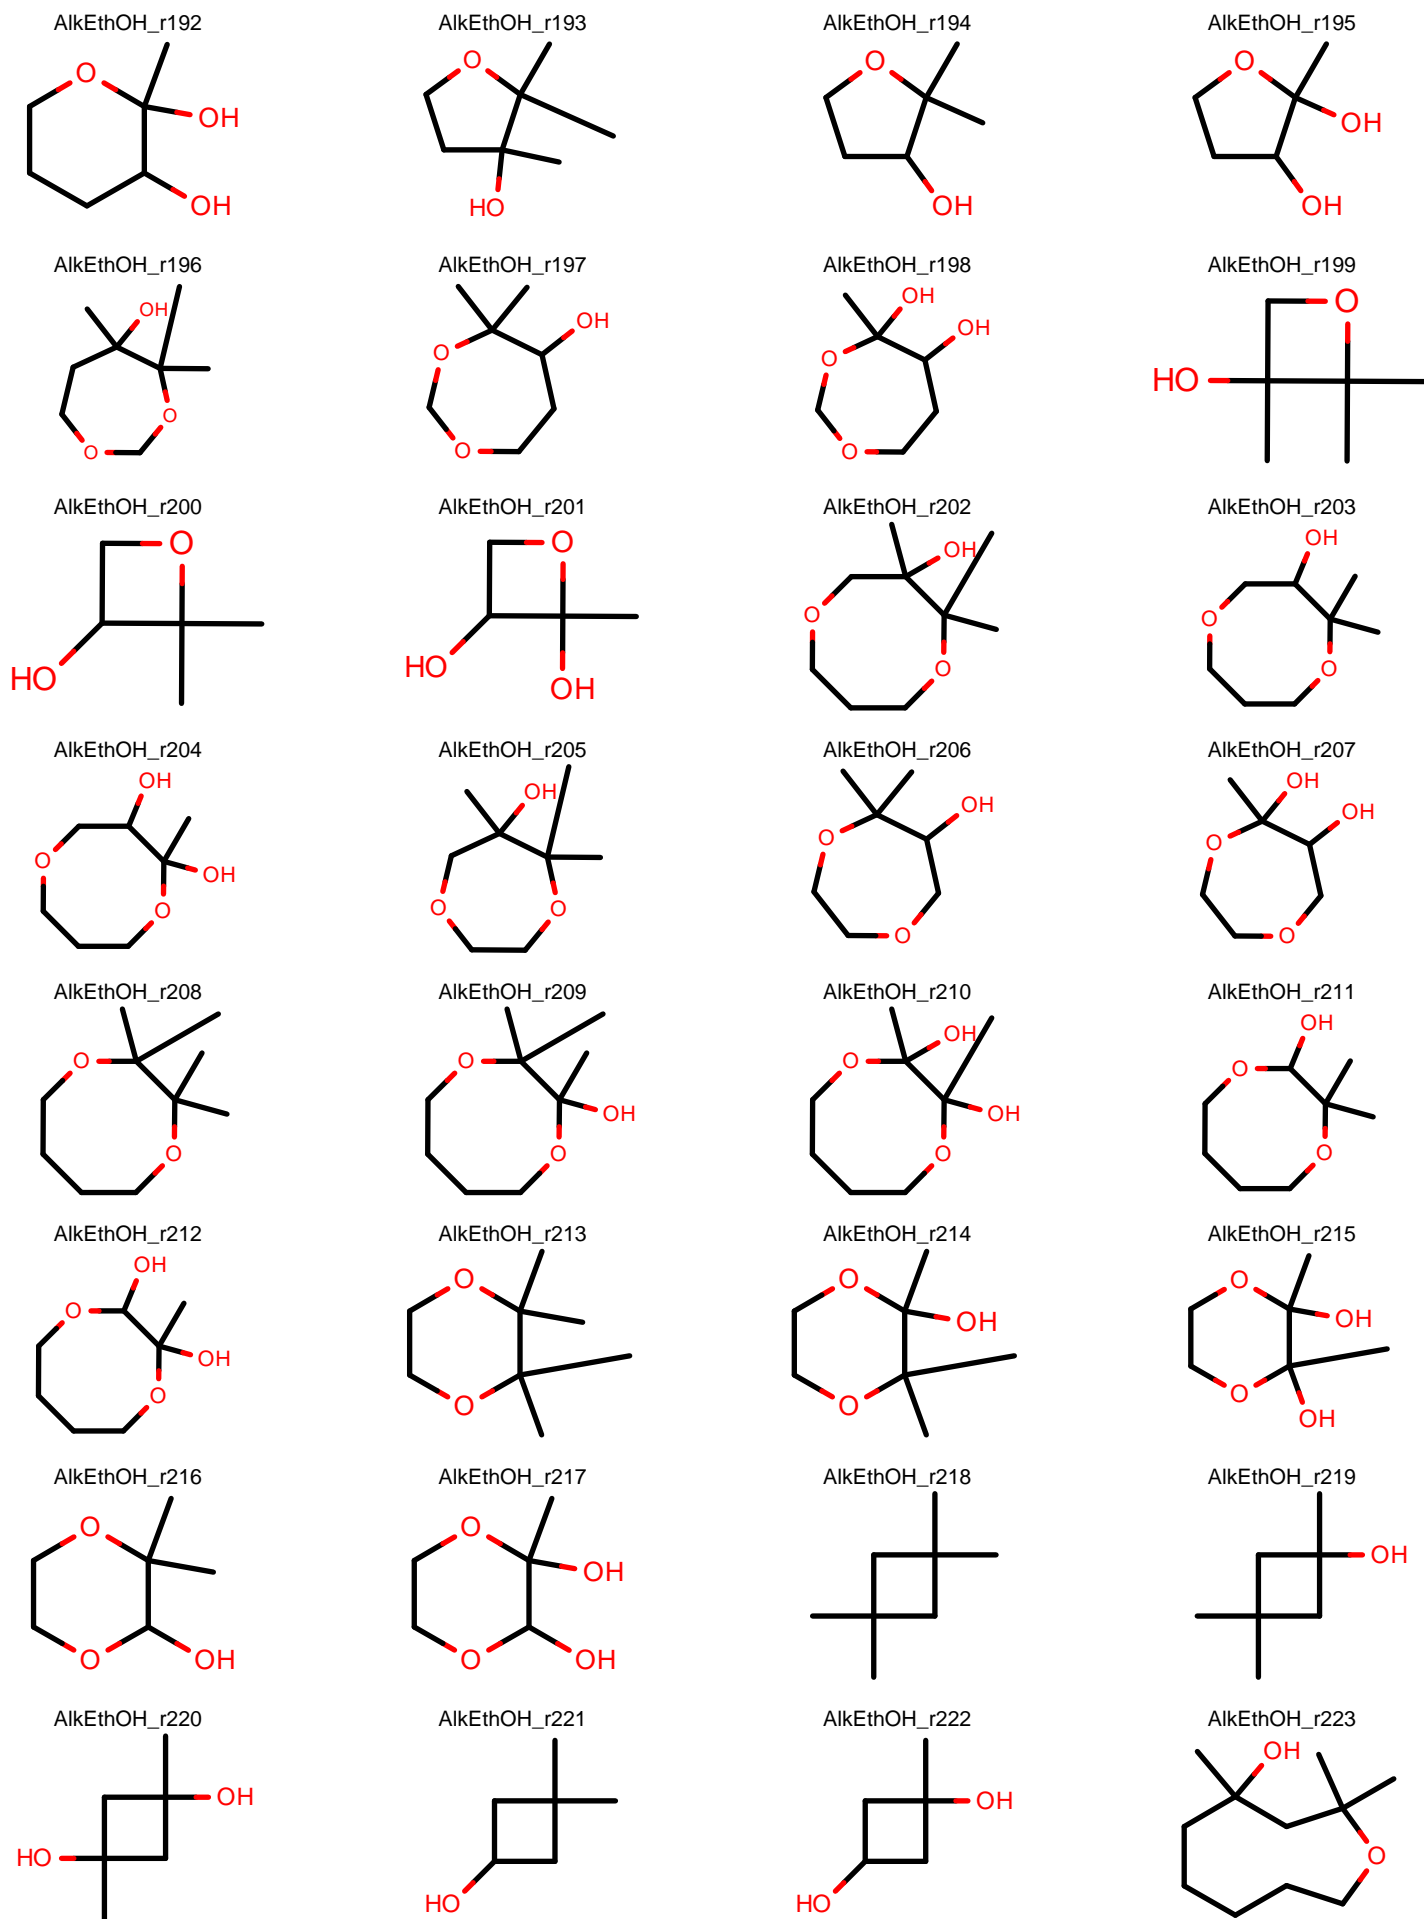 AlkEthOH_r192 AlkEthOH_r193 AlkEthOH_r194 AlkEthOH_r195
O O O O
OH OH
OH HO OH OH
AlkEthOH_r196 AlkEthOH_r197 AlkEthOH_r198 AlkEthOH_r199
OH OH OH OH O
O O HO
O O O O
AlkEthOH_r200 AlkEthOH_r201 AlkEthOH_r202 AlkEthOH_r203
O O OH OH
O O
HO HO OH O O
AlkEthOH_r204 AlkEthOH_r205 AlkEthOH_r206 AlkEthOH_r207
OH OH OH OH OH
O OH O O
O O O O O
AlkEthOH_r208 AlkEthOH_r209 AlkEthOH_r210 AlkEthOH_r211
OH OH
O O O O
OH OH
O O O O
AlkEthOH_r212 AlkEthOH_r213 AlkEthOH_r214 AlkEthOH_r215
OH O O O
O OH OH
OH
O O O O OH
AlkEthOH_r216 AlkEthOH_r217 AlkEthOH_r218 AlkEthOH_r219
O O OH
OH
O OH O OH
AlkEthOH_r220 AlkEthOH_r221 AlkEthOH_r222 AlkEthOH_r223
OH OH OH
HO HO HO O